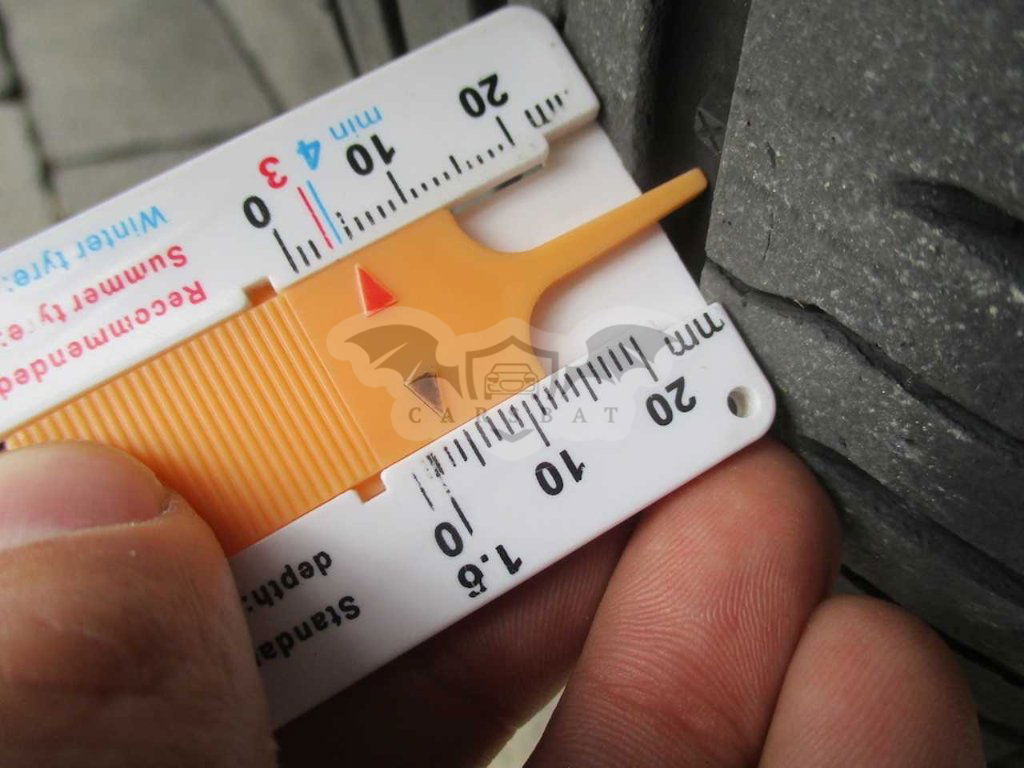 20 mm
min
3 4 10
0
Winter tyre:
Summer tyre:
Recommended
CARSBAT
mm
20
10
0
1.6
depth: